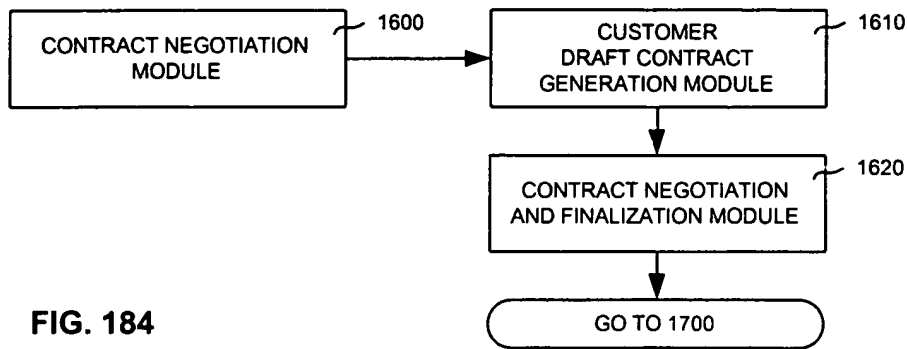 1600
CONTRACT NEGOTIATION
MODULE
1610
CUSTOMER
DRAFT CONTRACT
GENERATION MODULE
1620
CONTRACT NEGOTIATION
AND FINALIZATION MODULE
GO TO 1700
FIG. 184